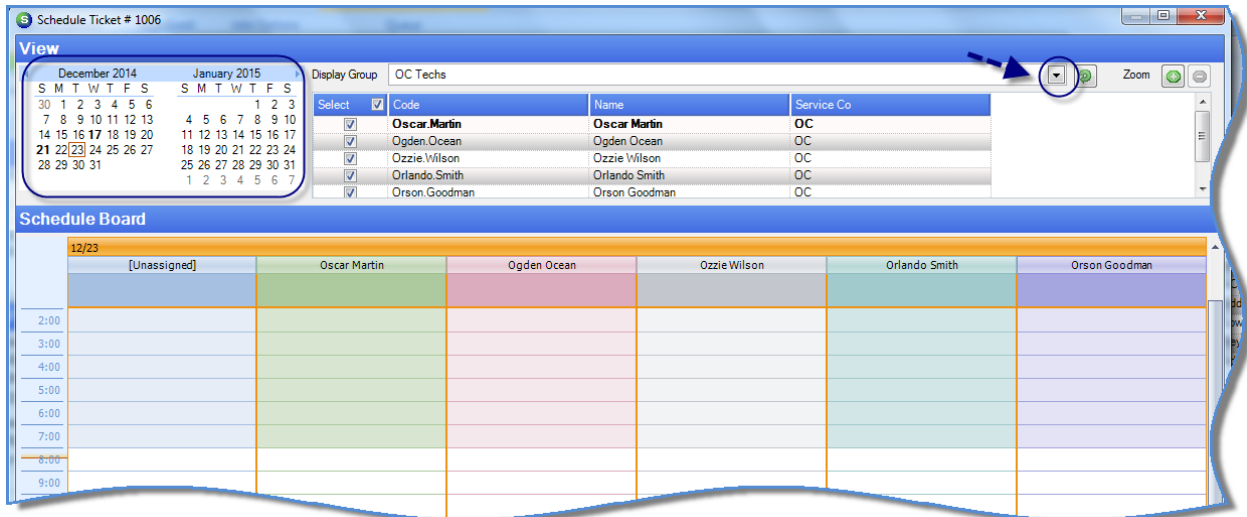 Schedule Ticket # 1006
View
December 2014
S M T W T F S
30 1 2 3 4 5 6
7 8 9 10 11 12 13
14 15 16 17 18 19 20
21 22 23 24 25 26 27
28 29 30 31
January 2015
S M T W T F S
1 2 3
4 5 6 7 8 9 10
11 12 13 14 15 16 17
18 19 20 21 22 23 24
25 26 27 28 29 30 31
1 2 3 4 5 6 7
Display Group OC Techs Zoom
Select Code Name Service Co
Oscar.Martin Oscar Martin OC
Ogden.Ocean Ogden Ocean OC
Ozzie.Wilson Ozzie Wilson OC
Orlando.Smith Orlando Smith OC
Orson.Goodman Orson Goodman OC
Schedule Board
12/23
[Unassigned] Oscar Martin Ogden Ocean Ozzie Wilson Orlando Smith Orson Goodman
2:00
3:00
4:00
5:00
6:00
7:00
8:00
9:00